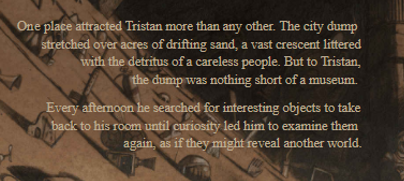 One place attracted Tristan more than any other. The city dump
stretched over acres of drifting sand, a vast crescent littered
with the detritus of a careless people. But to Tristan,
the dump was nothing short of a museum.
Every afternoon he searched for interesting objects to take
back to his room until curiosity led him to examine them
again, as if they might reveal another world.